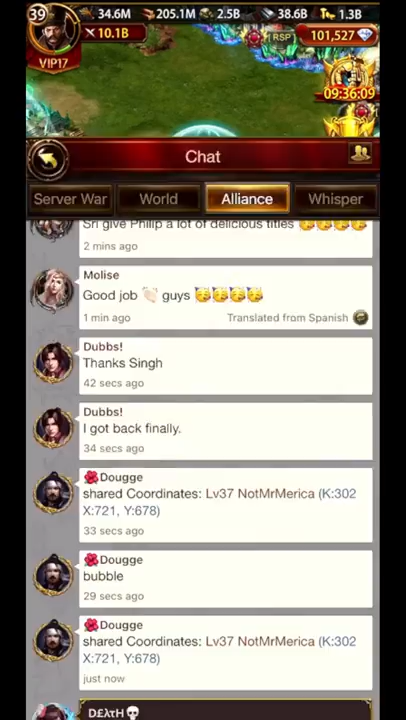 39
34.6M
205.1M
2.5B
38.6B
1.3B
10.1B
RSP
101,527
VIP17
09:36:09
Chat
Server War
World
Alliance
Whisper
Sri give Philip a lot of delicious titles 🥳🥳🥳🥳
2 mins ago
Molise
Good job 👏🏻 guys 🥳🥳🥳🥳
1 min ago
Translated from Spanish
Dubbs!
Thanks Singh
42 secs ago
Dubbs!
I got back finally.
34 secs ago
🌺Dougge
shared Coordinates: Lv37 NotMrMerica (K:302
X:721, Y:678)
33 secs ago
🌺Dougge
bubble
29 secs ago
🌺Dougge
shared Coordinates: Lv37 NotMrMerica (K:302
X:721, Y:678)
just now
D£λτH💀